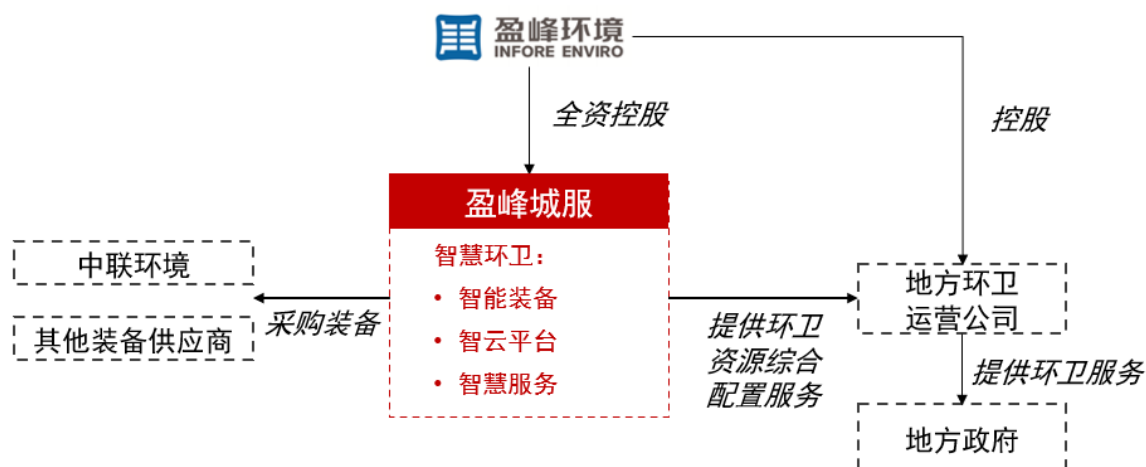 盈峰环境
INFORE ENVIRO
全资控股
控股
盈峰城服
智慧环卫：
• 智能装备
• 智云平台
• 智慧服务
中联环境
其他装备供应商
采购装备
提供环卫
资源综合
配置服务
地方环卫
运营公司
提供环卫服务
地方政府